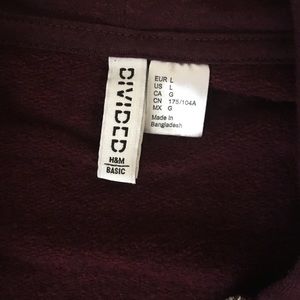 DIVIDED
H&M
BASIC
EUR L
US L
CA G
CN 175/104A
MX G
Made in
Bangladesh